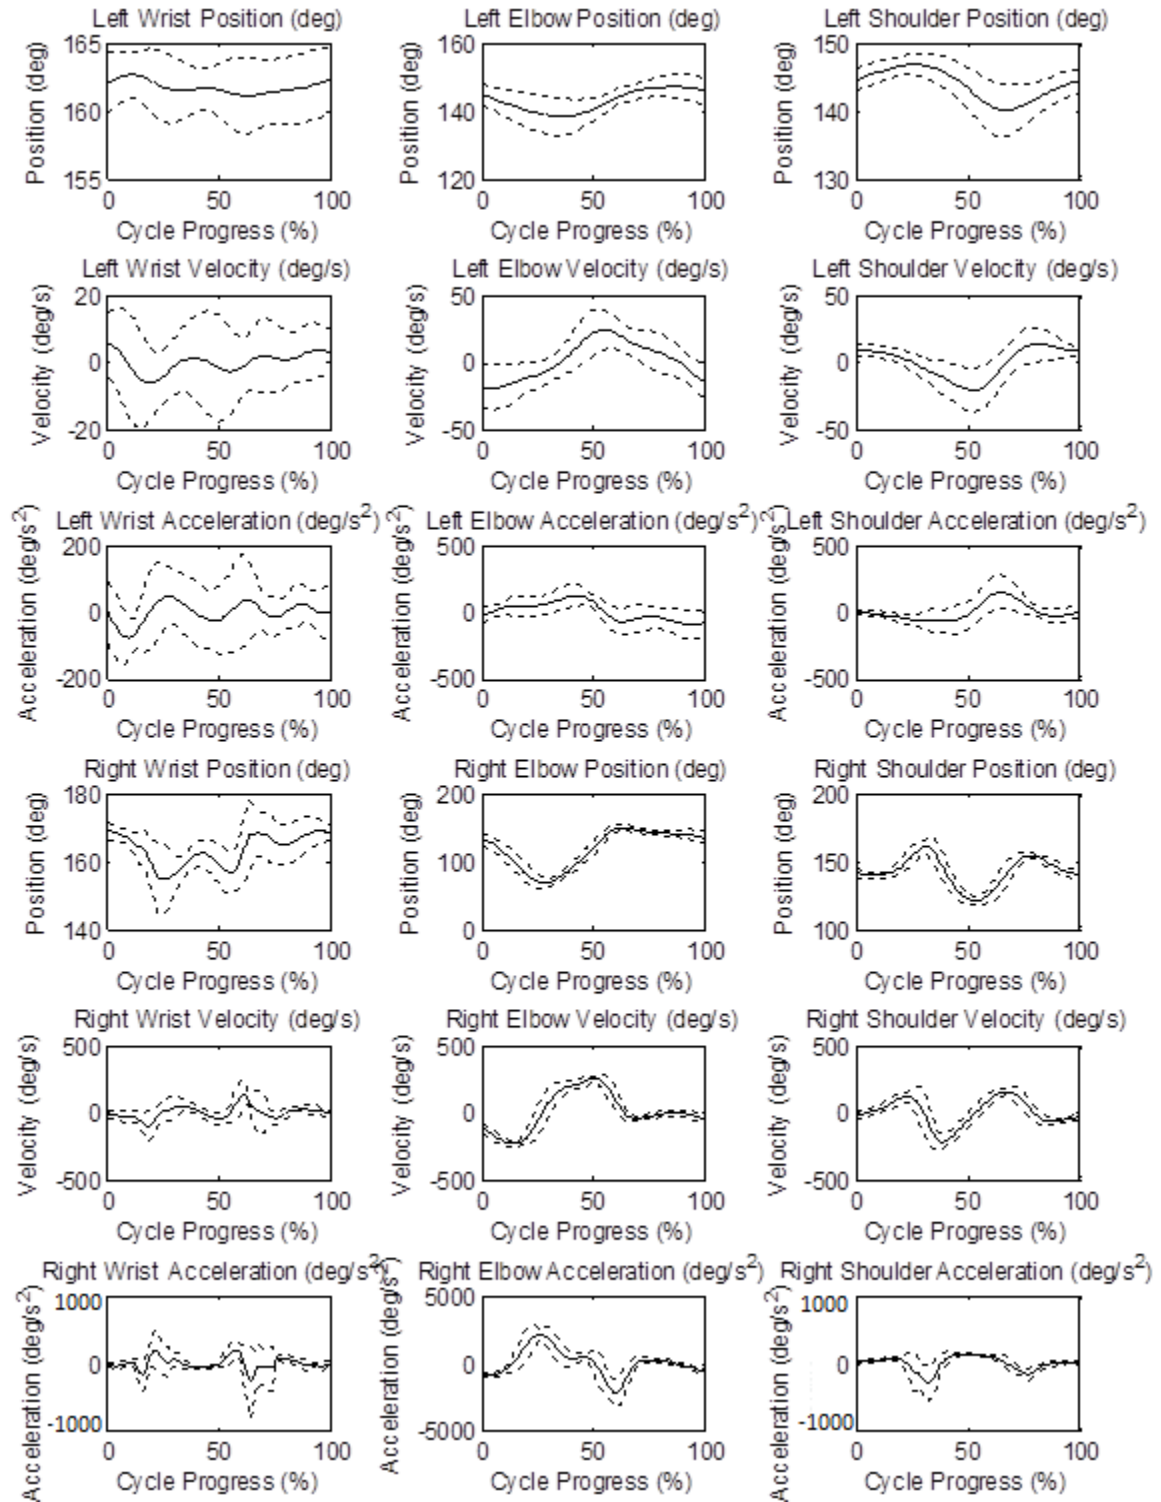 Left Wrist Position (deg) Left Elbow Position (deg) Left Shoulder Position (deg)
Position (deg) 165 160 155 Position (deg) 160 140 120 Position (deg) 150 140 130
0 50 100 0 50 100 0 50 100
Cycle Progress (%) Cycle Progress (%) Cycle Progress (%)
Left Wrist Velocity (deg/s) Left Elbow Velocity (deg/s) Left Shoulder Velocity (deg/s)
Velocity (deg/s) 20 0 -20 Velocity (deg/s) 50 0 -50 Velocity (deg/s) 50 0 -50
0 50 100 0 50 100 0 50 100
Cycle Progress (%) Cycle Progress (%) Cycle Progress (%)
Left Wrist Acceleration (deg/s²) Left Elbow Acceleration (deg/s²) Left Shoulder Acceleration (deg/s²)
Acceleration (deg/s²) 200 0 -200 Acceleration (deg/s²) 500 0 -500 Acceleration (deg/s²) 500 0 -500
0 50 100 0 50 100 0 50 100
Cycle Progress (%) Cycle Progress (%) Cycle Progress (%)
Right Wrist Position (deg) Right Elbow Position (deg) Right Shoulder Position (deg)
Position (deg) 180 160 140 Position (deg) 200 100 0 Position (deg) 200 150 100
0 50 100 0 50 100 0 50 100
Cycle Progress (%) Cycle Progress (%) Cycle Progress (%)
Right Wrist Velocity (deg/s) Right Elbow Velocity (deg/s) Right Shoulder Velocity (deg/s)
Velocity (deg/s) 500 0 -500 Velocity (deg/s) 500 0 -500 Velocity (deg/s) 500 0 -500
0 50 100 0 50 100 0 50 100
Cycle Progress (%) Cycle Progress (%) Cycle Progress (%)
Right Wrist Acceleration (deg/s²) Right Elbow Acceleration (deg/s²) Right Shoulder Acceleration (deg/s²)
Acceleration (deg/s²) 1000 0 -1000 Acceleration (deg/s²) 5000 0 -5000 Acceleration (deg/s²) 1000 0 -1000
0 50 100 0 50 100 0 50 100
Cycle Progress (%) Cycle Progress (%) Cycle Progress (%)